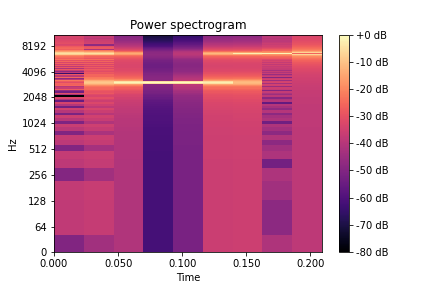 Power spectrogram
8192
4096
2048
1024
512
256
128
64
0
Hz
0.000 0.050 0.100 0.150 0.200
Time
+0 dB
-10 dB
-20 dB
-30 dB
-40 dB
-50 dB
-60 dB
-70 dB
-80 dB